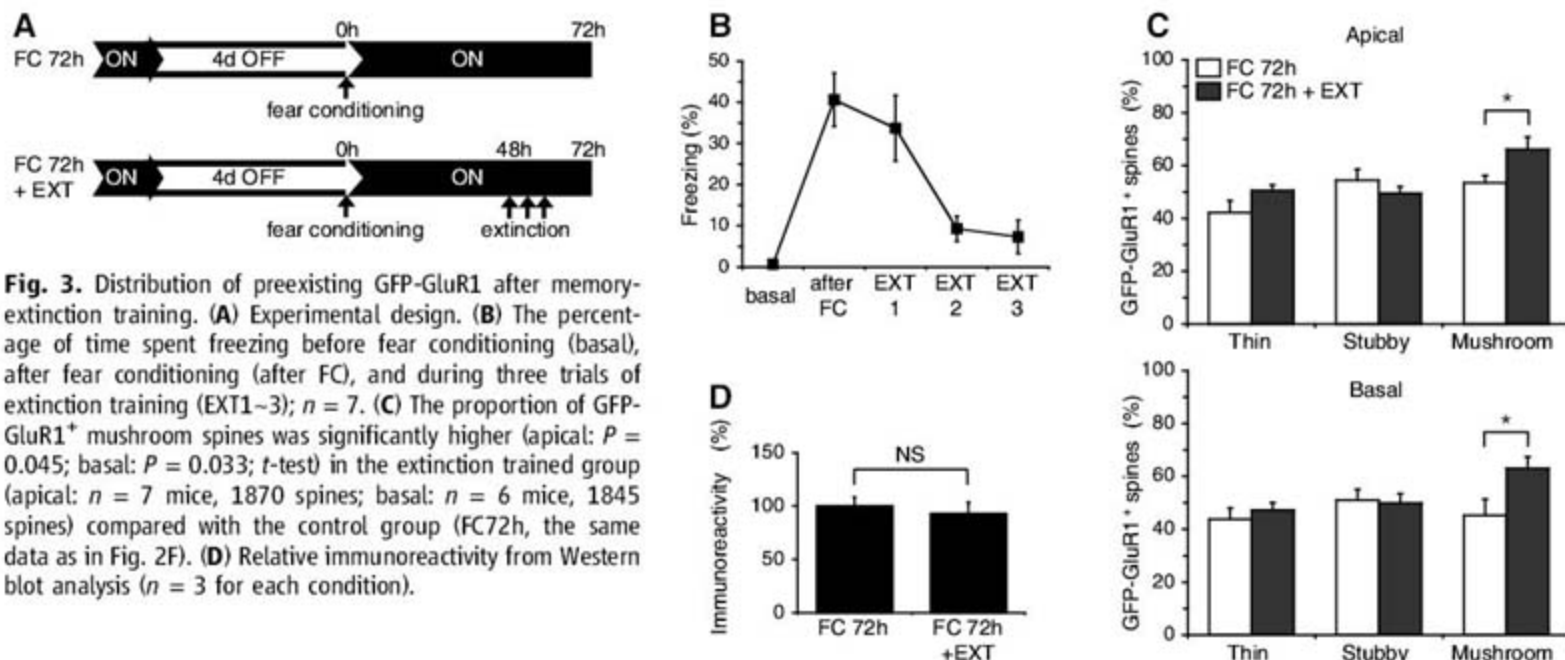 A
0h
72h
FC 72h
ON
4d OFF
ON
fear conditioning
0h
48h
72h
FC 72h
+ EXT
ON
4d OFF
ON
fear conditioning
extinction
Fig. 3. Distribution of preexisting GFP-GluR1 after memory-
extinction training. (A) Experimental design. (B) The percent-
age of time spent freezing before fear conditioning (basal),
after fear conditioning (after FC), and during three trials of
extinction training (EXT1~3); n = 7. (C) The proportion of GFP-
GluR1+ mushroom spines was significantly higher (apical: P =
0.045; basal: P = 0.033; t-test) in the extinction trained group
(apical: n = 7 mice, 1870 spines; basal: n = 6 mice, 1845
spines) compared with the control group (FC72h, the same
data as in Fig. 2F). (D) Relative immunoreactivity from Western
blot analysis (n = 3 for each condition).
B
Freezing (%)
50
40
30
20
10
0
basal
after
FC
EXT
1
EXT
2
EXT
3
D
Immunoreactivity (%)
150
100
50
0
NS
FC 72h
FC 72h
+EXT
C
Apical
GFP-GluR1+ spines (%)
100
80
60
40
20
0
FC 72h
FC 72h + EXT
*
Thin
Stubby
Mushroom
Basal
GFP-GluR1+ spines (%)
100
80
60
40
20
0
*
Thin
Stubby
Mushroom